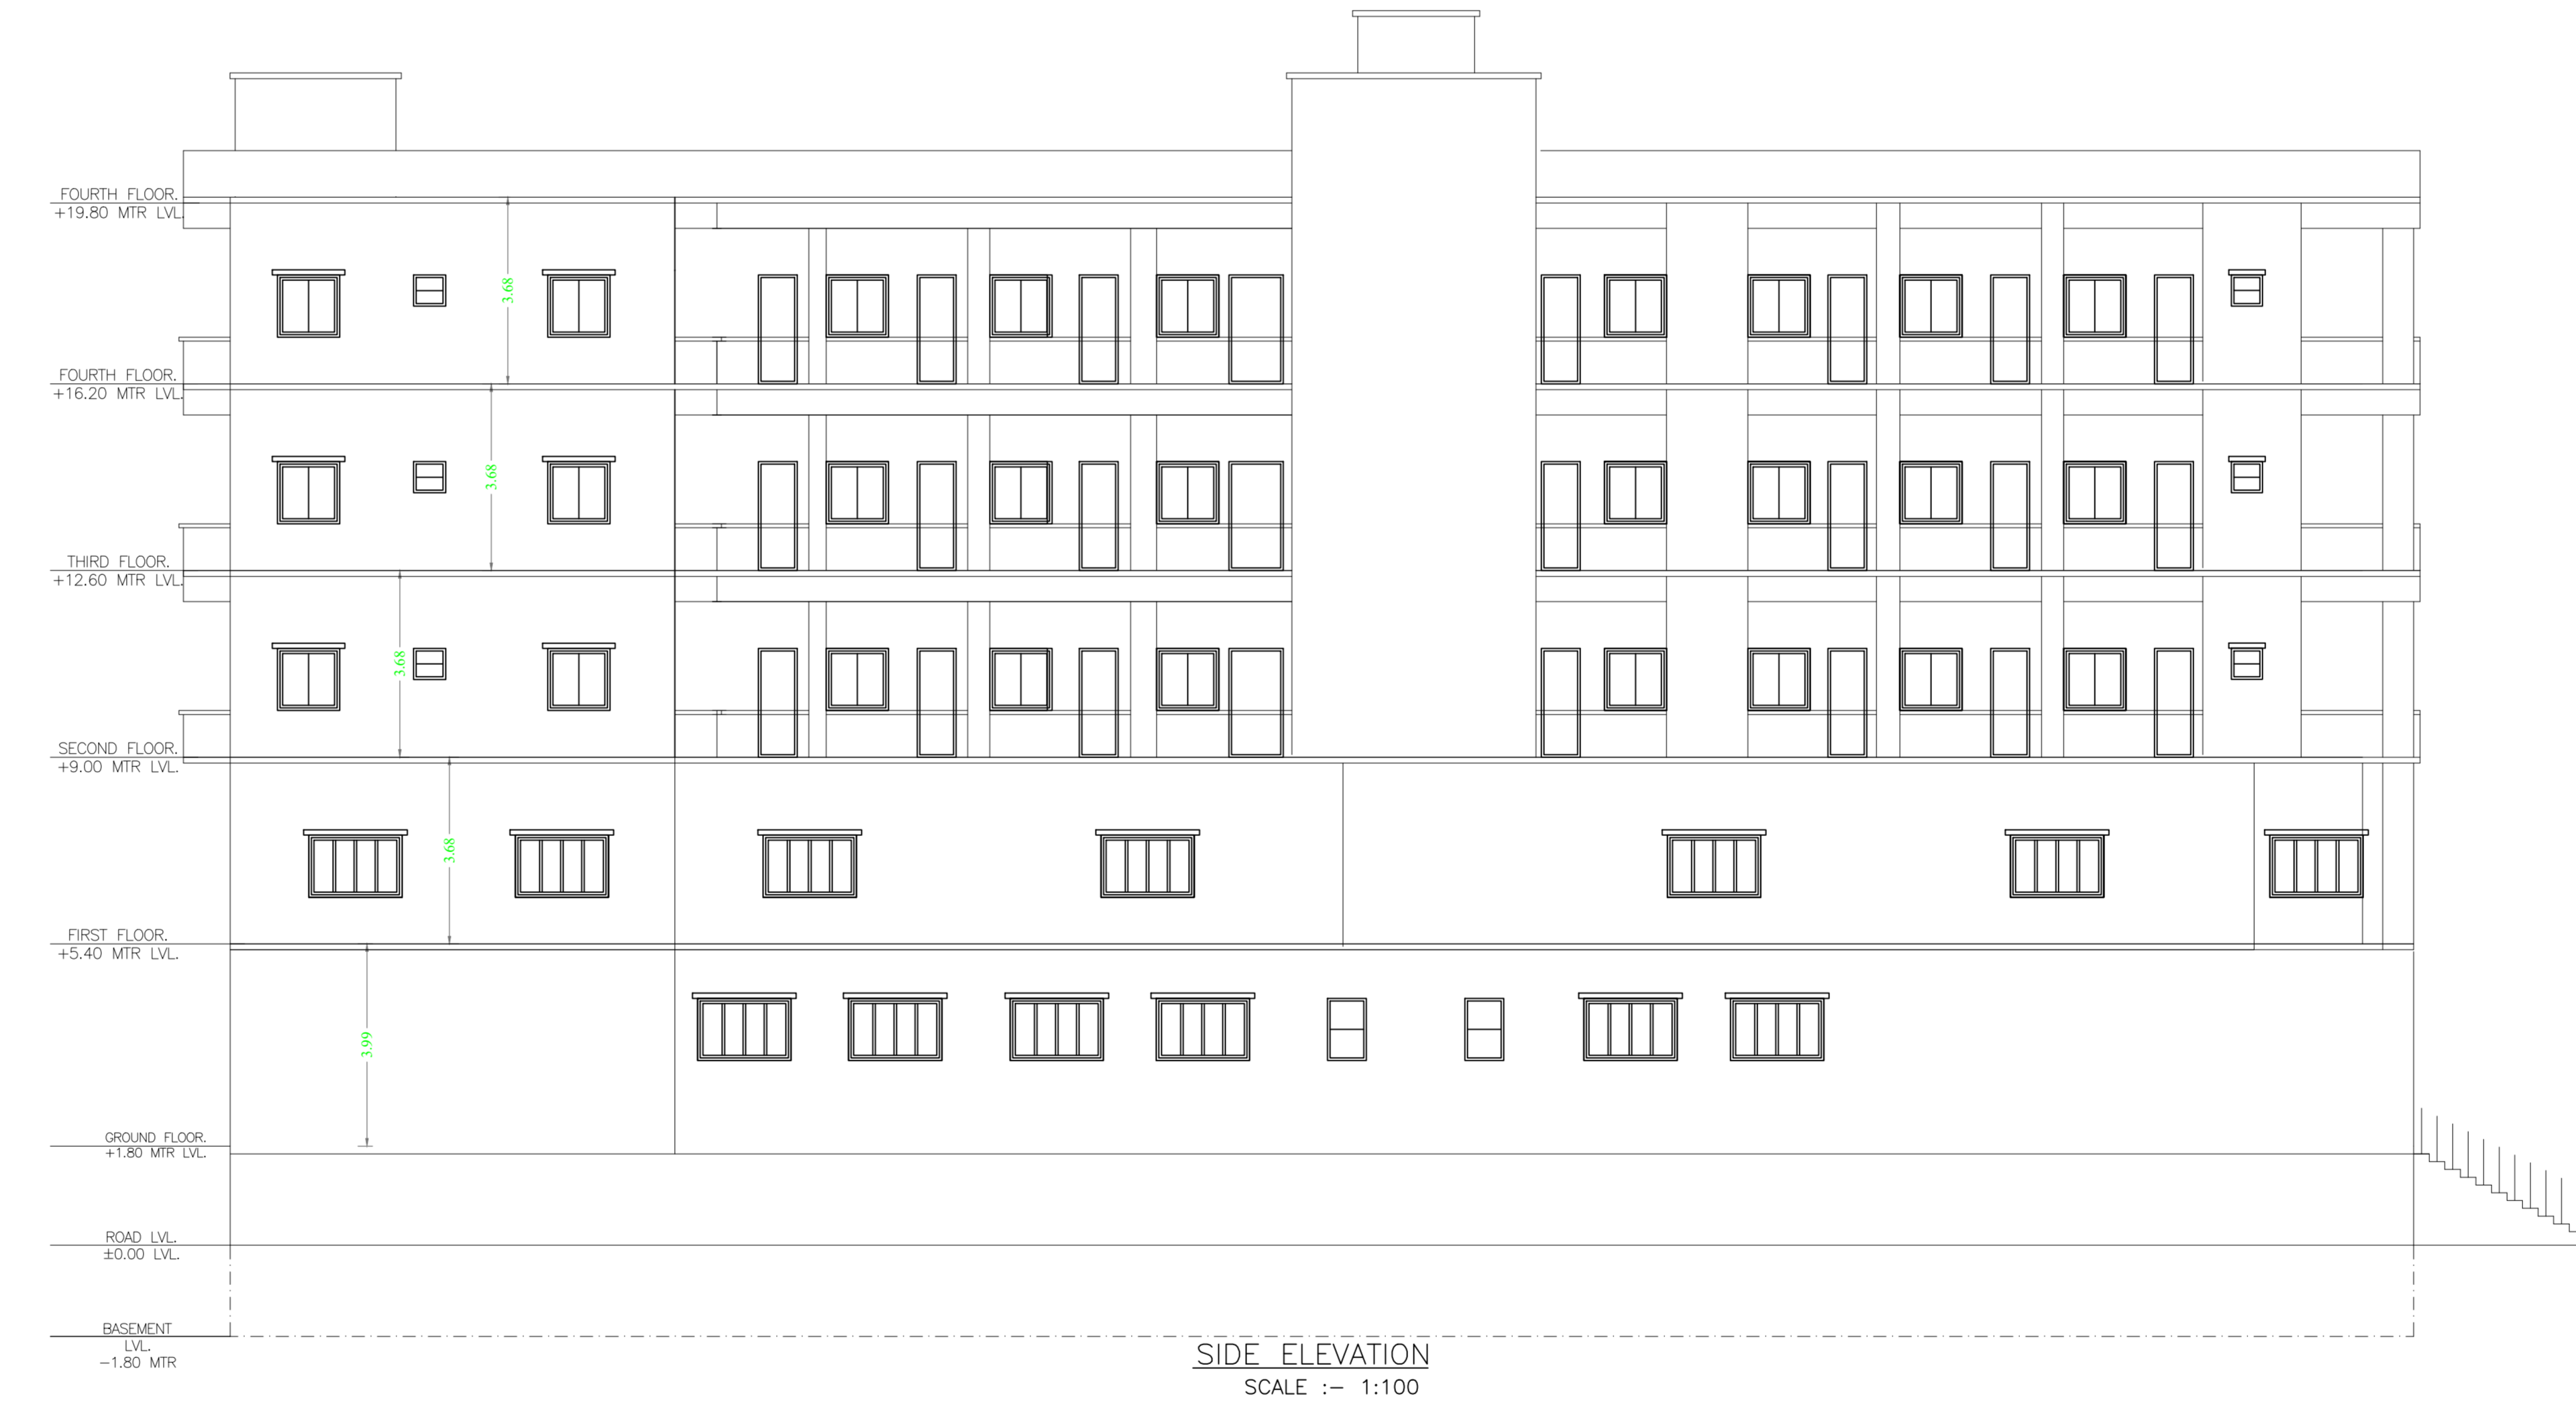 FOURTH FLOOR.
+19.80 MTR LVL.
3.68
FOURTH FLOOR.
+16.20 MTR LVL.
3.68
THIRD FLOOR.
+12.60 MTR LVL.
3.68
SECOND FLOOR.
+9.00 MTR LVL.
3.68
FIRST FLOOR.
+5.40 MTR LVL.
3.99
GROUND FLOOR.
+1.80 MTR LVL.
ROAD LVL.
±0.00 LVL.
BASEMENT
LVL.
−1.80 MTR
SIDE ELEVATION
SCALE :− 1:100